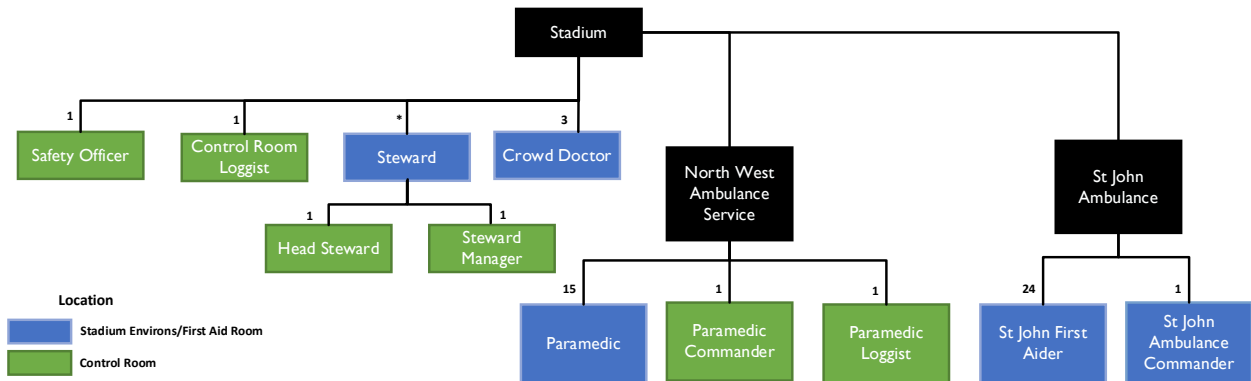 Stadium
1
1
*
3
Safety Officer
Control Room
Loggist
Steward
Crowd Doctor
North West
Ambulance
Service
St John
Ambulance
1
1
Head Steward
Steward
Manager
15
1
1
24
1
Paramedic
Paramedic
Commander
Paramedic
Loggist
St John First
Aider
St John
Ambulance
Commander
Location
Stadium Environs/First Aid Room
Control Room